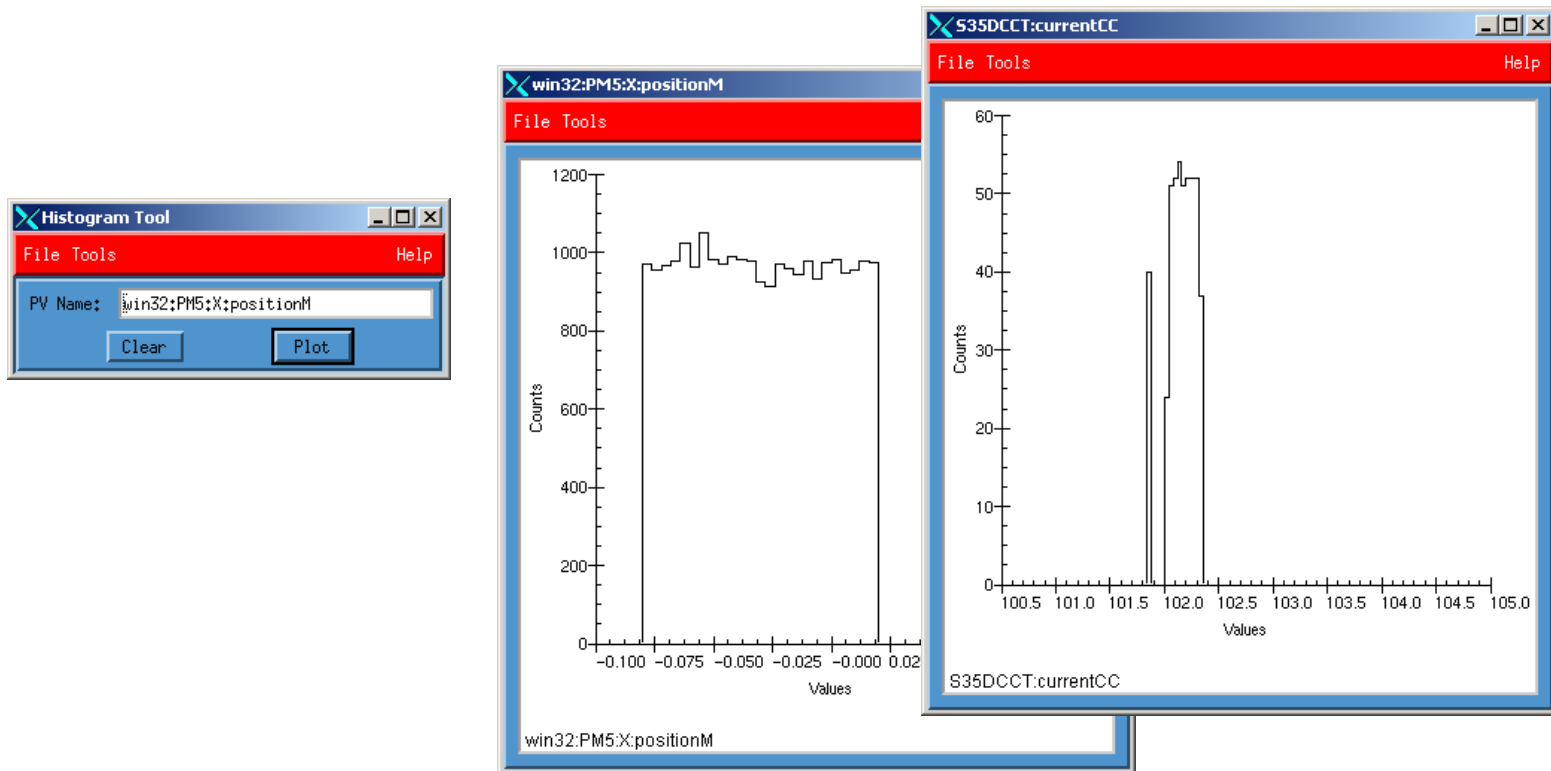 Histogram Tool
File Tools Help
PV Name: win32:PM5:X:positionM
Clear Plot
win32:PM5:X:positionM
File Tools
1200
1000
800
600
400
200
0
Counts
-0.100 -0.075 -0.050 -0.025 -0.000 0.02
Values
win32:PM5:X:positionM
S35DCCT:currentCC
File Tools Help
60
50
40
30
20
10
0
Counts
100.5 101.0 101.5 102.0 102.5 103.0 103.5 104.0 104.5 105.0
Values
S35DCCT:currentCC